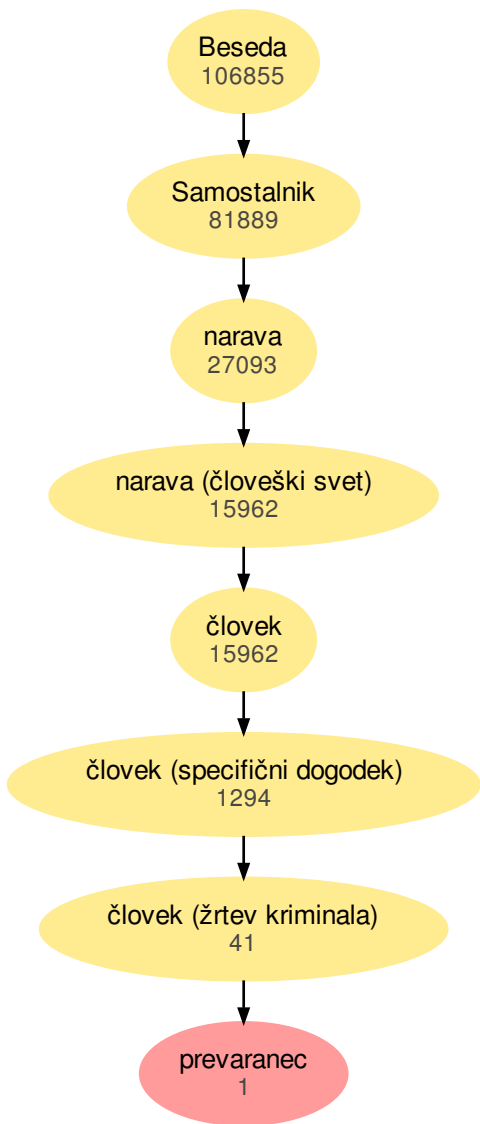 Beseda
106855
Samostalnik
81889
narava
27093
narava (človeški svet)
15962
človek
15962
človek (specifični dogodek)
1294
človek (žrtev kriminala)
41
prevaranec
1